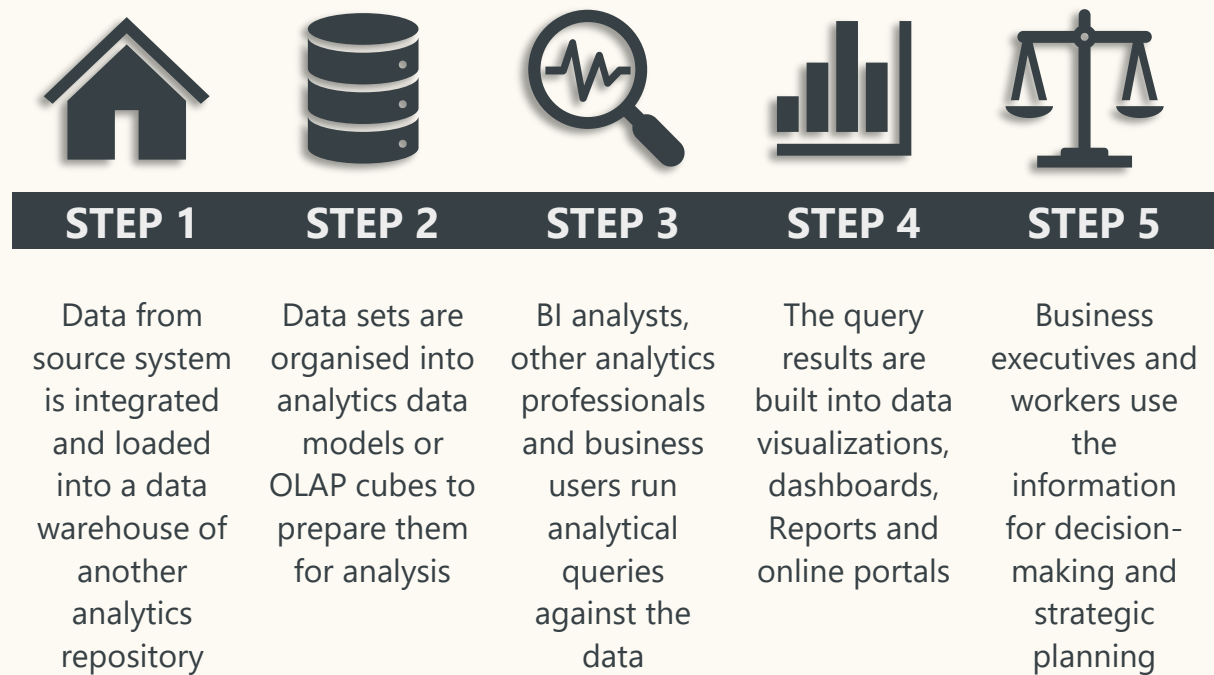 STEP 1
STEP 2
STEP 3
STEP 4
STEP 5
Data from
source system
is integrated
and loaded
into a data
warehouse of
another
analytics
repository
Data sets are
organised into
analytics data
models or
OLAP cubes to
prepare them
for analysis
BI analysts,
other analytics
professionals
and business
users run
analytical
queries
against the
data
The query
results are
built into data
visualizations,
dashboards,
Reports and
online portals
Business
executives and
workers use
the
information
for decision-
making and
strategic
planning